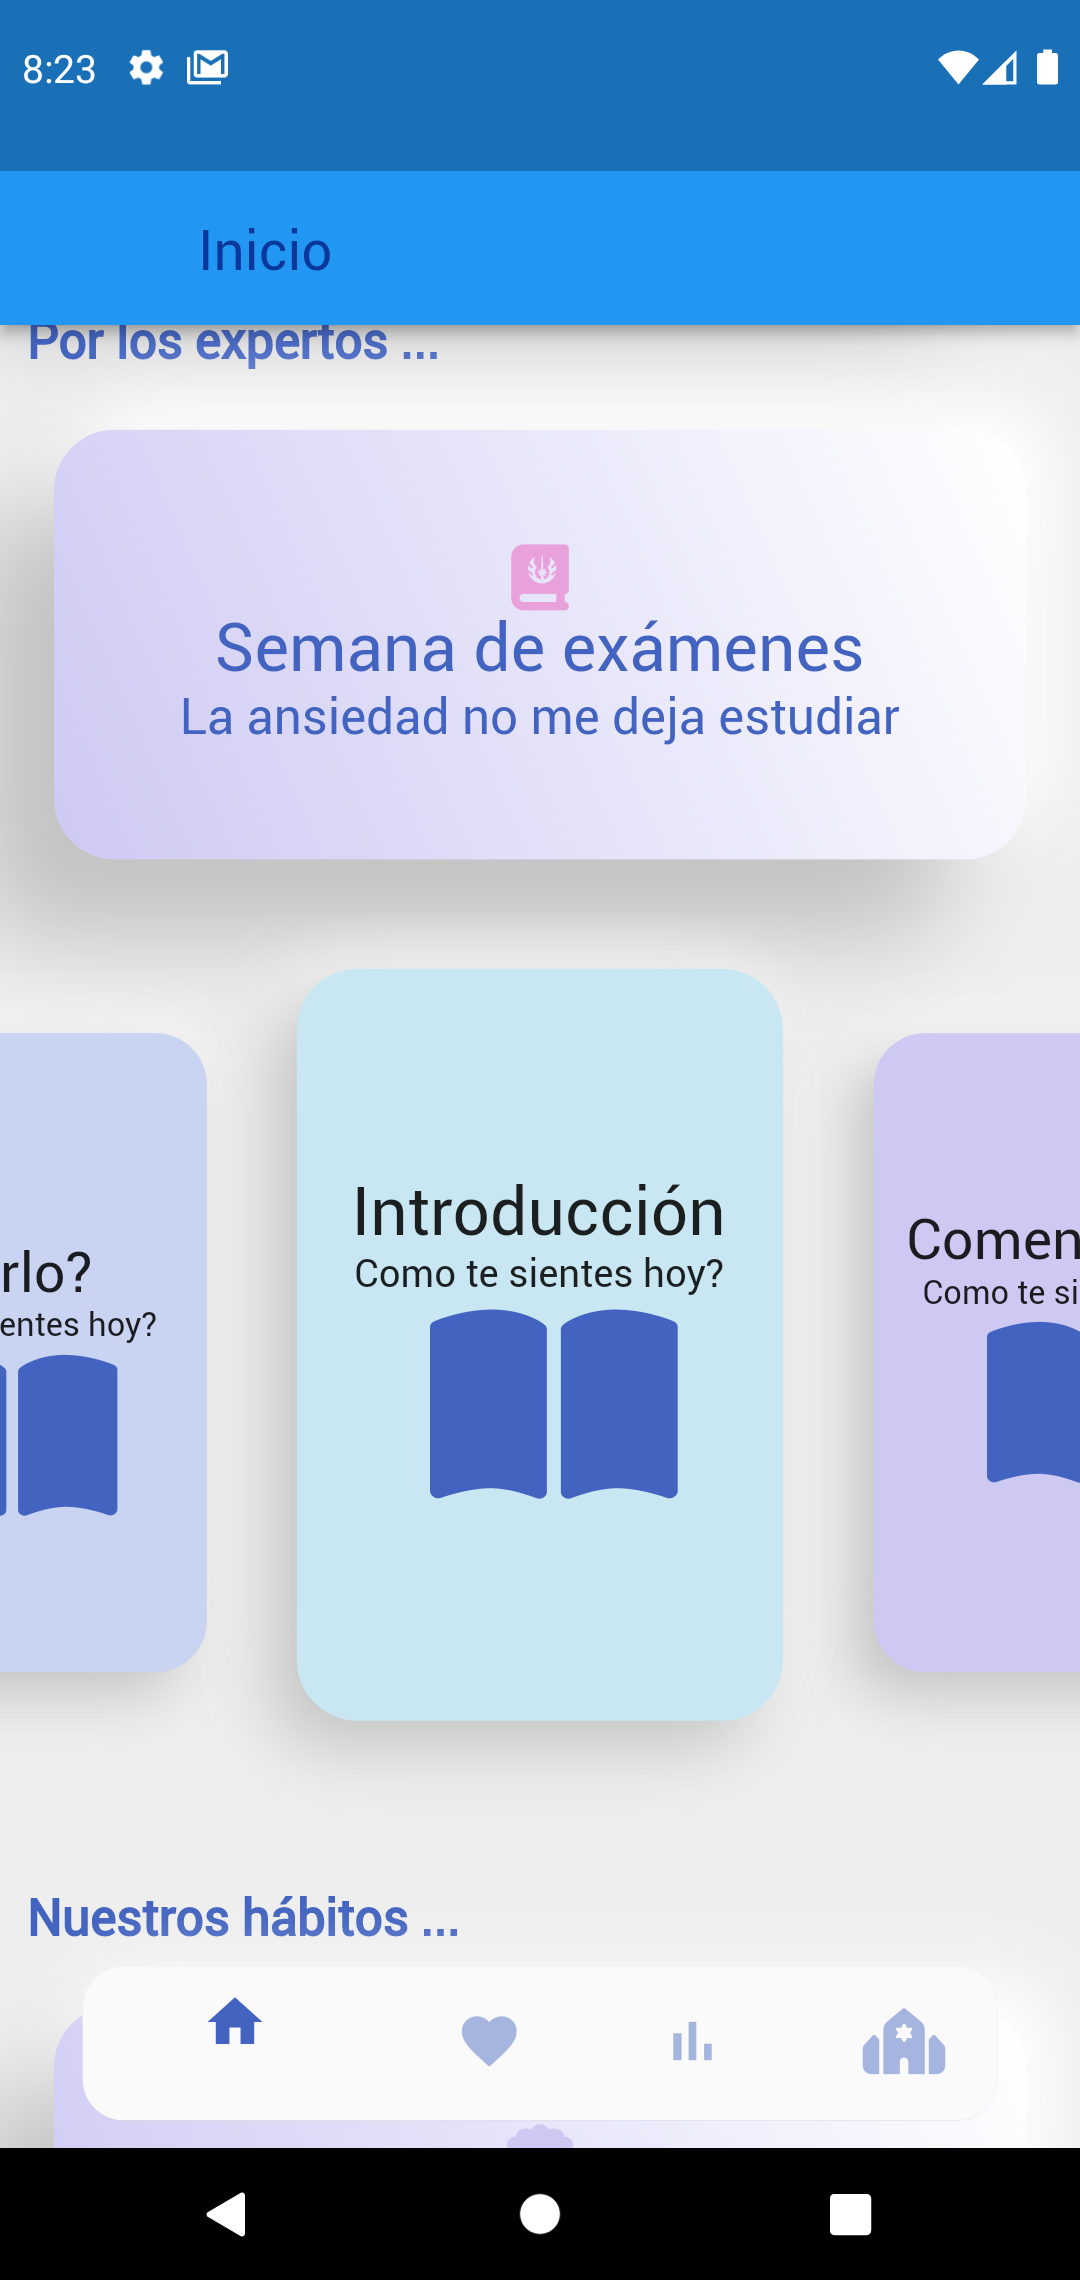 8:23
Inicio
Por los expertos ...
Semana de exámenes
La ansiedad no me deja estudiar
rlo?
entes hoy?
Introducción
Como te sientes hoy?
Comen
Como te si
Nuestros hábitos ...